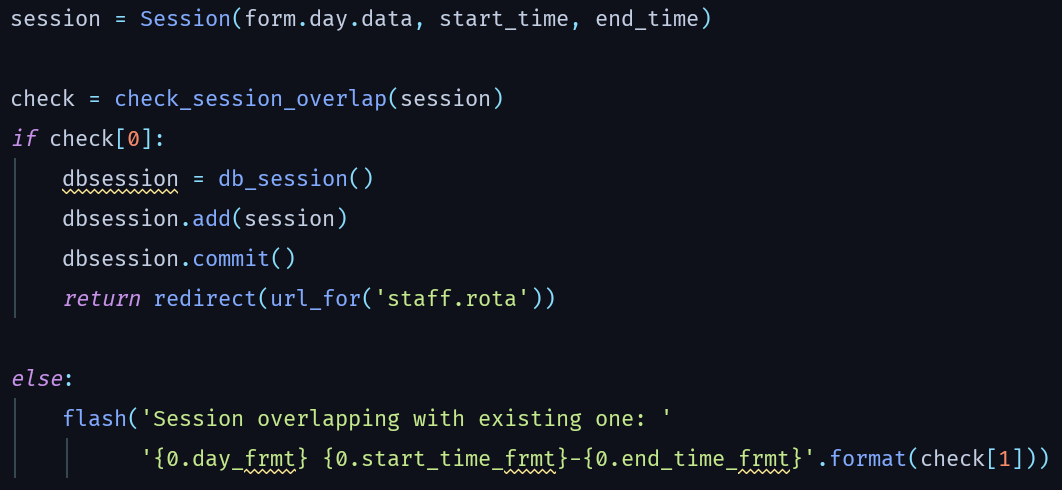 session = Session(form.day.data, start_time, end_time)
check = check_session_overlap(session)
if check[0]:
dbsession = db_session()
dbsession.add(session)
dbsession.commit()
return redirect(url_for('staff.rota'))
else:
flash('Session overlapping with existing one: '
'{0.day_frmt} {0.start_time_frmt}-{0.end_time_frmt}'.format(check[1]))